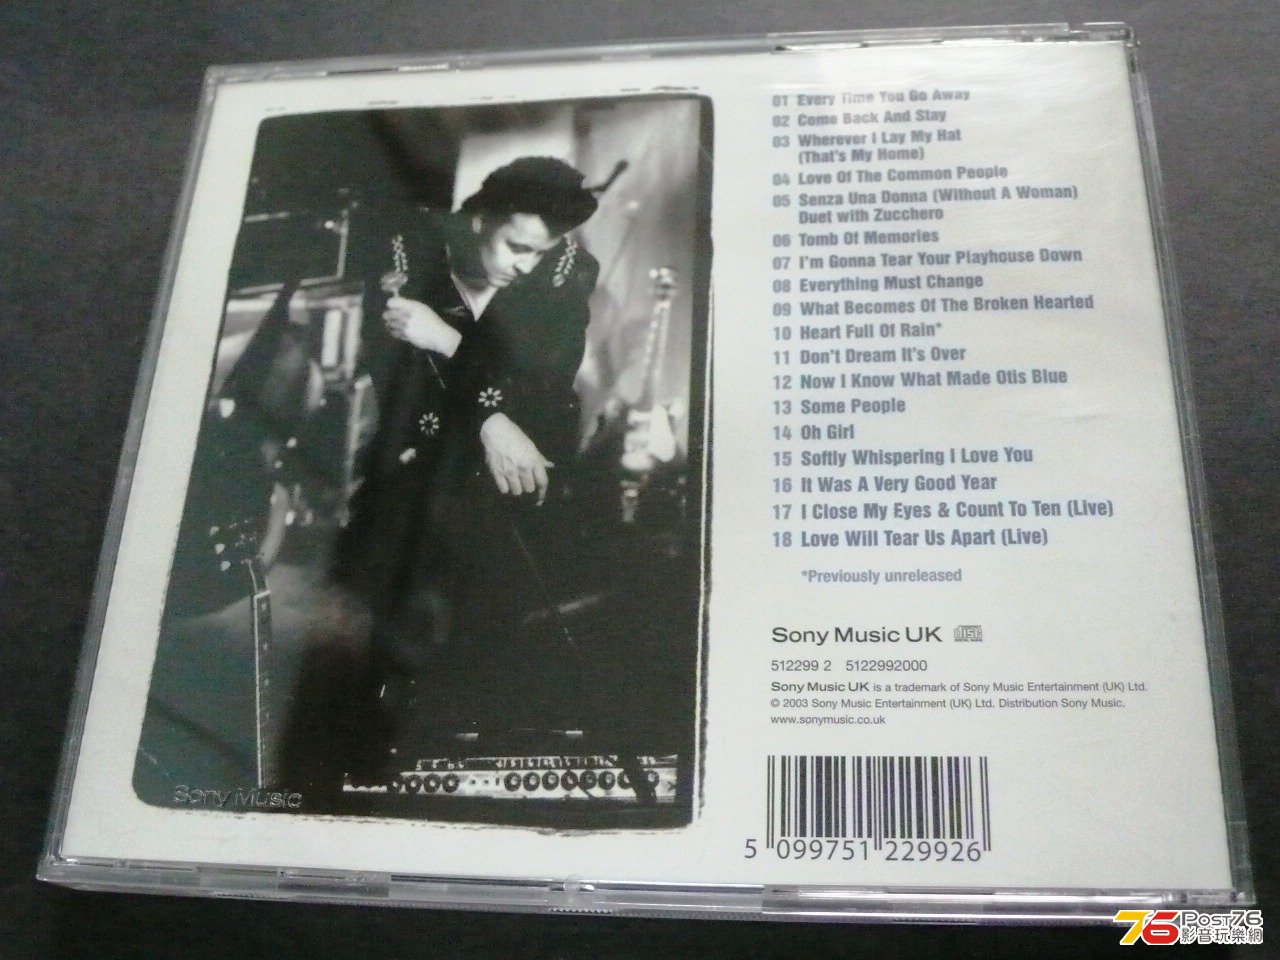 01 Every Time You Go Away
02 Come Back And Stay
03 Wherever I Lay My Hat
(That's My Home)
04 Love Of The Common People
05 Senza Una Donna (Without A Woman)
Duet with Zucchero
06 Tomb Of Memories
07 I'm Gonna Tear Your Playhouse Down
08 Everything Must Change
09 What Becomes Of The Broken Hearted
10 Heart Full Of Rain*
11 Don't Dream It's Over
12 Now I Know What Made Otis Blue
13 Some People
14 Oh Girl
15 Softly Whispering I Love You
16 It Was A Very Good Year
17 I Close My Eyes & Count To Ten (Live)
18 Love Will Tear Us Apart (Live)
*Previously unreleased
Sony Music UK COMPACT disc DIGITAL AUDIO
512299 2 5122992000
Sony Music UK is a trademark of Sony Music Entertainment (UK) Ltd.
© 2003 Sony Music Entertainment (UK) Ltd. Distribution Sony Music.
www.sonymusic.co.uk
5 099751 229926
Sony Music
76 Post76
影音玩樂網